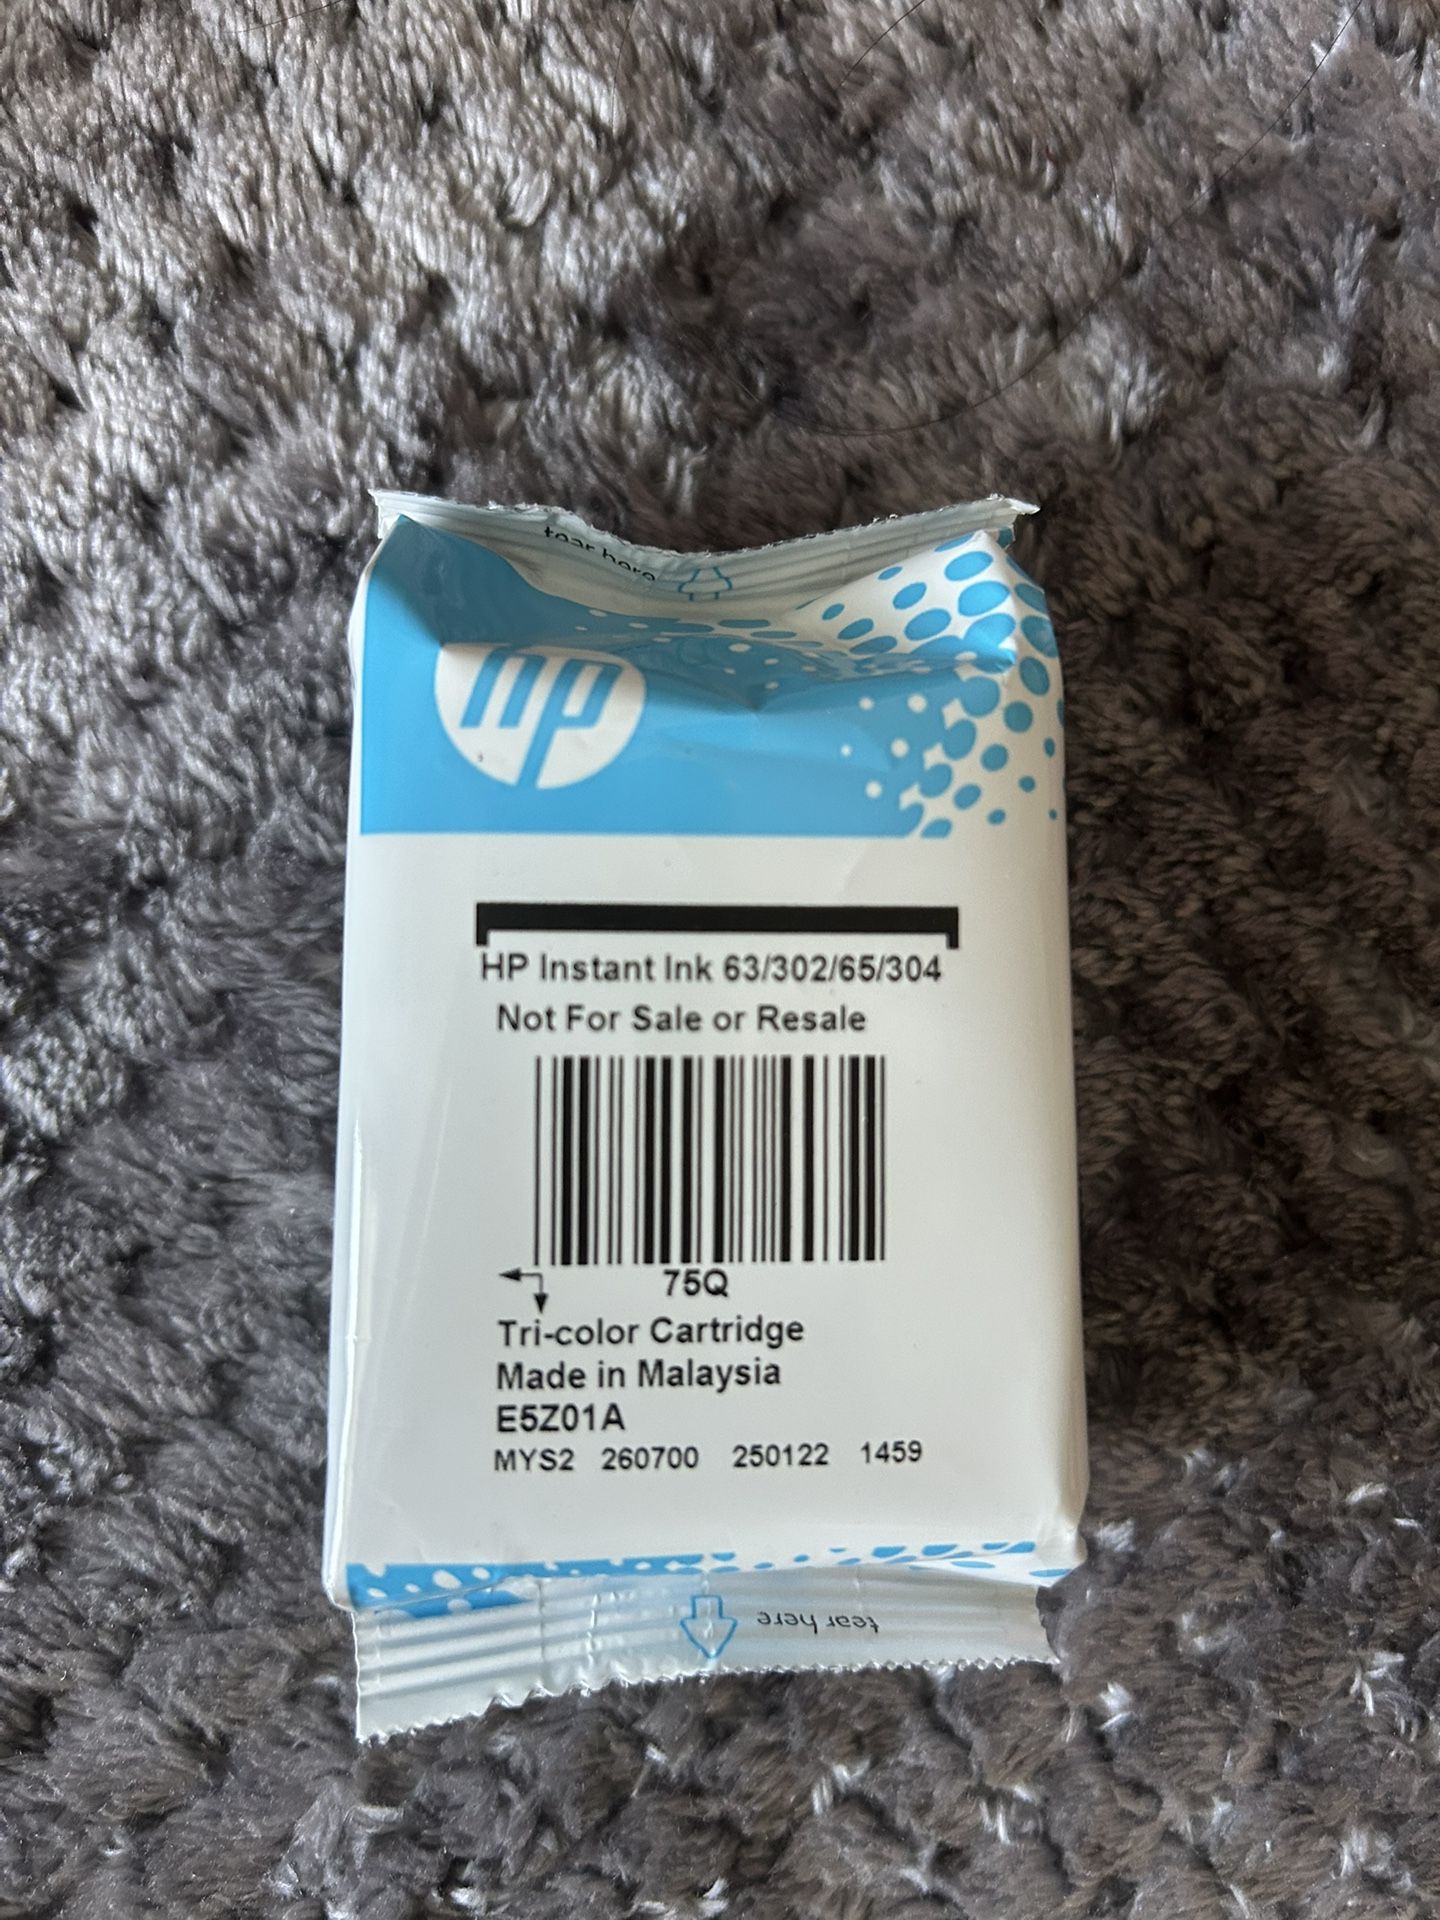 tear here
hp
HP Instant Ink 63/302/65/304
Not For Sale or Resale
75Q
Tri-color Cartridge
Made in Malaysia
E5Z01A
MYS2 260700 250122 1459
tear here